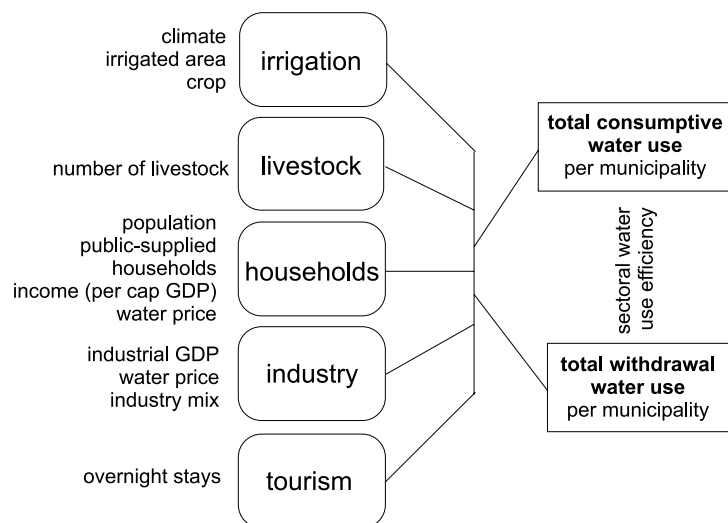 climate
irrigated area
crop
irrigation
number of livestock
livestock
population
public-supplied
households
income (per cap GDP)
water price
households
industrial GDP
water price
industry mix
industry
overnight stays
tourism
total consumptive
water use
per municipality
sectoral water
use efficiency
total withdrawal
water use
per municipality